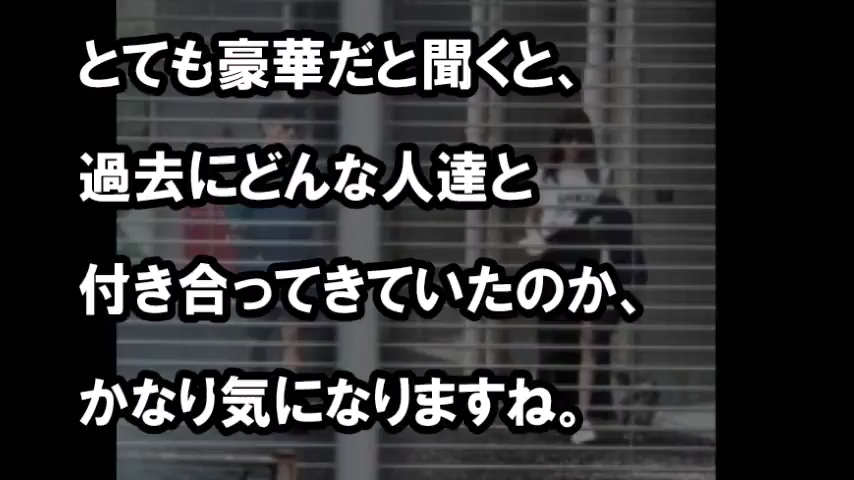 とても豪華だと聞くと、
過去にどんな人達と
付き合ってきていたのか、
かなり気になりますね。